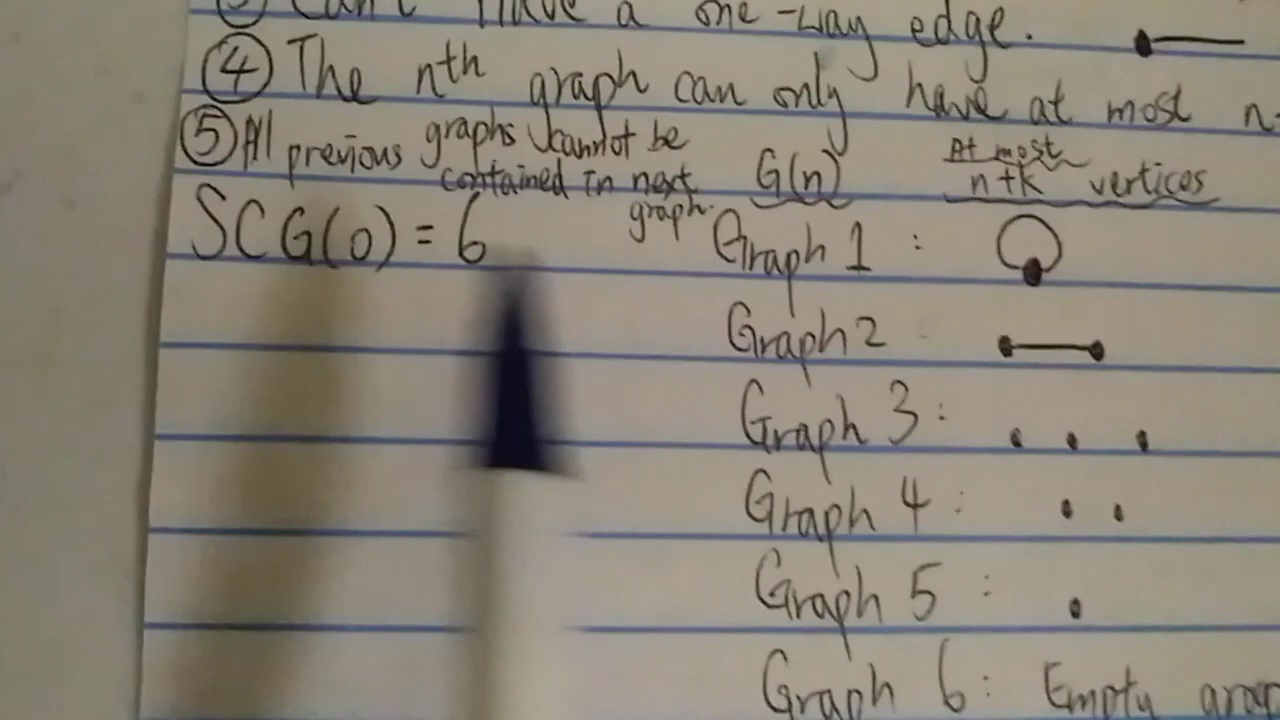 ③ Can't have a one-way edge.
④ The nth graph can only have at most n
⑤ All previous graphs cannot be
contained in next
graph.
G(n)
At most
n+k vertices
SCG(0) = 6
Graph 1 :
Graph 2 :
Graph 3 :
Graph 4 :
Graph 5 :
Graph 6 : Empty